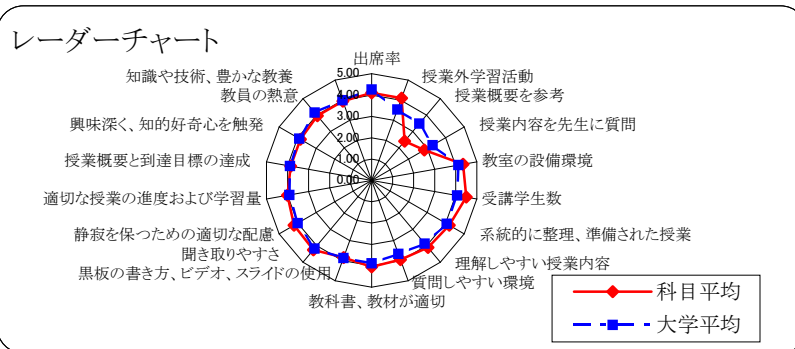 レーダーチャート
出席率
授業外学習活動
授業概要を参考
授業内容を先生に質問
教室の設備環境
受講学生数
系統的に整理、準備された授業
理解しやすい授業内容
質問しやすい環境
教科書、教材が適切
黒板の書き方、ビデオ、スライドの使用
聞き取りやすさ
静寂を保つための適切な配慮
適切な授業の進度および学習量
授業概要と到達目標の達成
興味深く、知的好奇心を触発
教員の熱意
知識や技術、豊かな教養
5.00
4.00
3.00
2.00
1.00
0.00
科目平均
大学平均